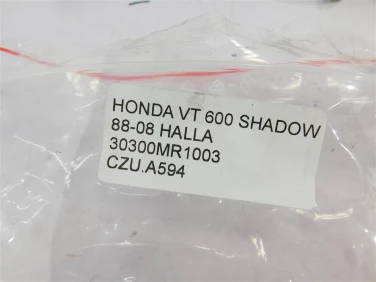 HONDA VT 600 SHADOW
88-08 HALLA
30300MR1003
CZU.A594